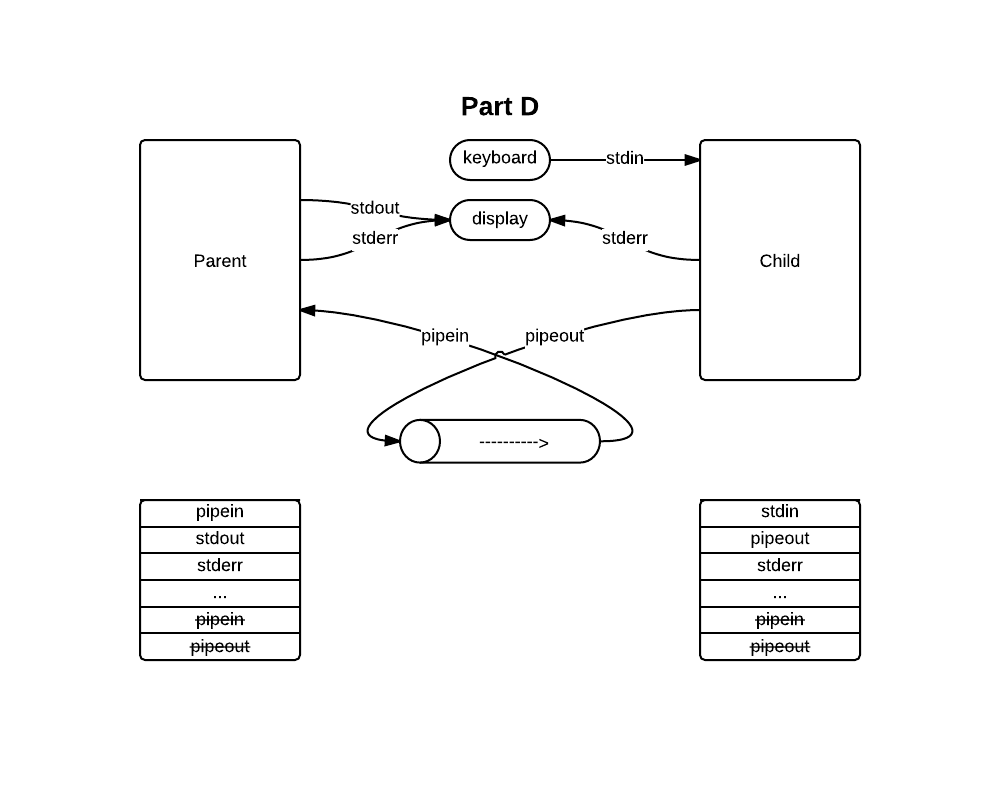 Part D
keyboard
stdin
stdout
display
stderr
stderr
Parent
Child
pipein
pipeout
---------->
pipein
stdout
stderr
...
pipein
pipeout
stdin
pipeout
stderr
...
pipein
pipeout